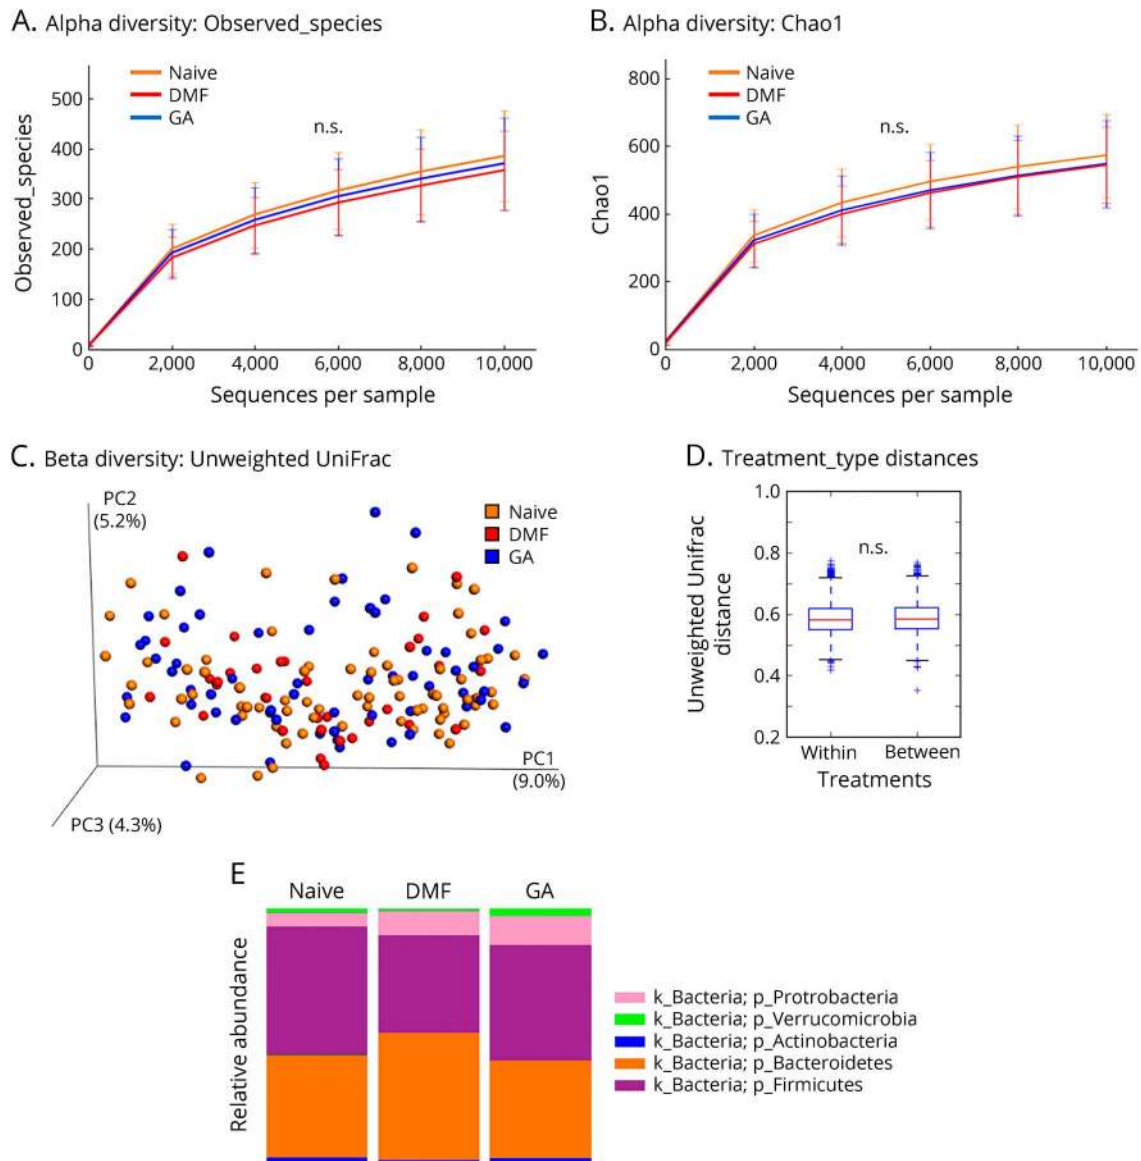 A. Alpha diversity: Observed_species
Observed_species
500
400
300
200
100
0
Naive
DMF
GA
n.s.
0 2,000 4,000 6,000 8,000 10,000
Sequences per sample
B. Alpha diversity: Chao1
Chao1
800
600
400
200
0
Naive
DMF
GA
n.s.
0 2,000 4,000 6,000 8,000 10,000
Sequences per sample
C. Beta diversity: Unweighted UniFrac
PC2
(5.2%)
Naive
DMF
GA
PC1
(9.0%)
PC3 (4.3%)
D. Treatment_type distances
Unweighted Unifrac
distance
1.0
0.8
0.6
0.4
0.2
n.s.
Within Between
Treatments
E
Naive DMF GA
Relative abundance
k_Bacteria; p_Protrobacteria
k_Bacteria; p_Verrucomicrobia
k_Bacteria; p_Actinobacteria
k_Bacteria; p_Bacteroidetes
k_Bacteria; p_Firmicutes